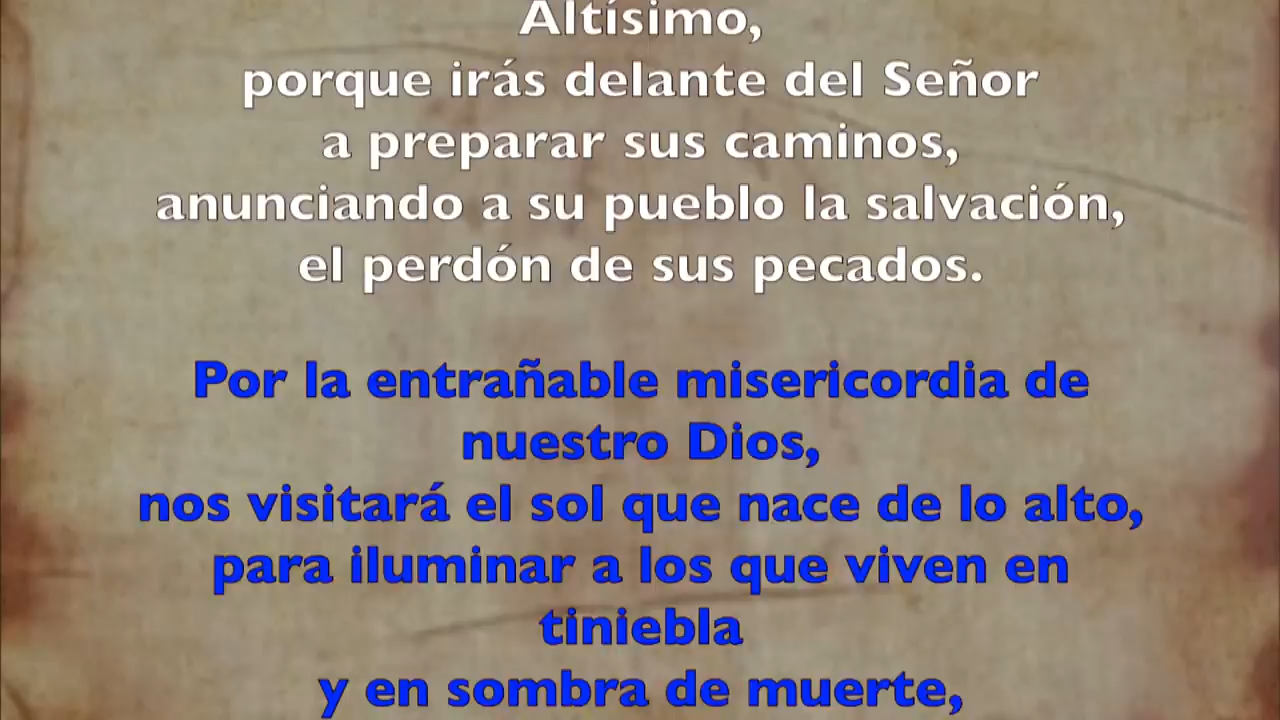 Altísimo,
porque irás delante del Señor
a preparar sus caminos,
anunciando a su pueblo la salvación,
el perdón de sus pecados.
Por la entrañable misericordia de
nuestro Dios,
nos visitará el sol que nace de lo alto,
para iluminar a los que viven en
tiniebla
y en sombra de muerte,